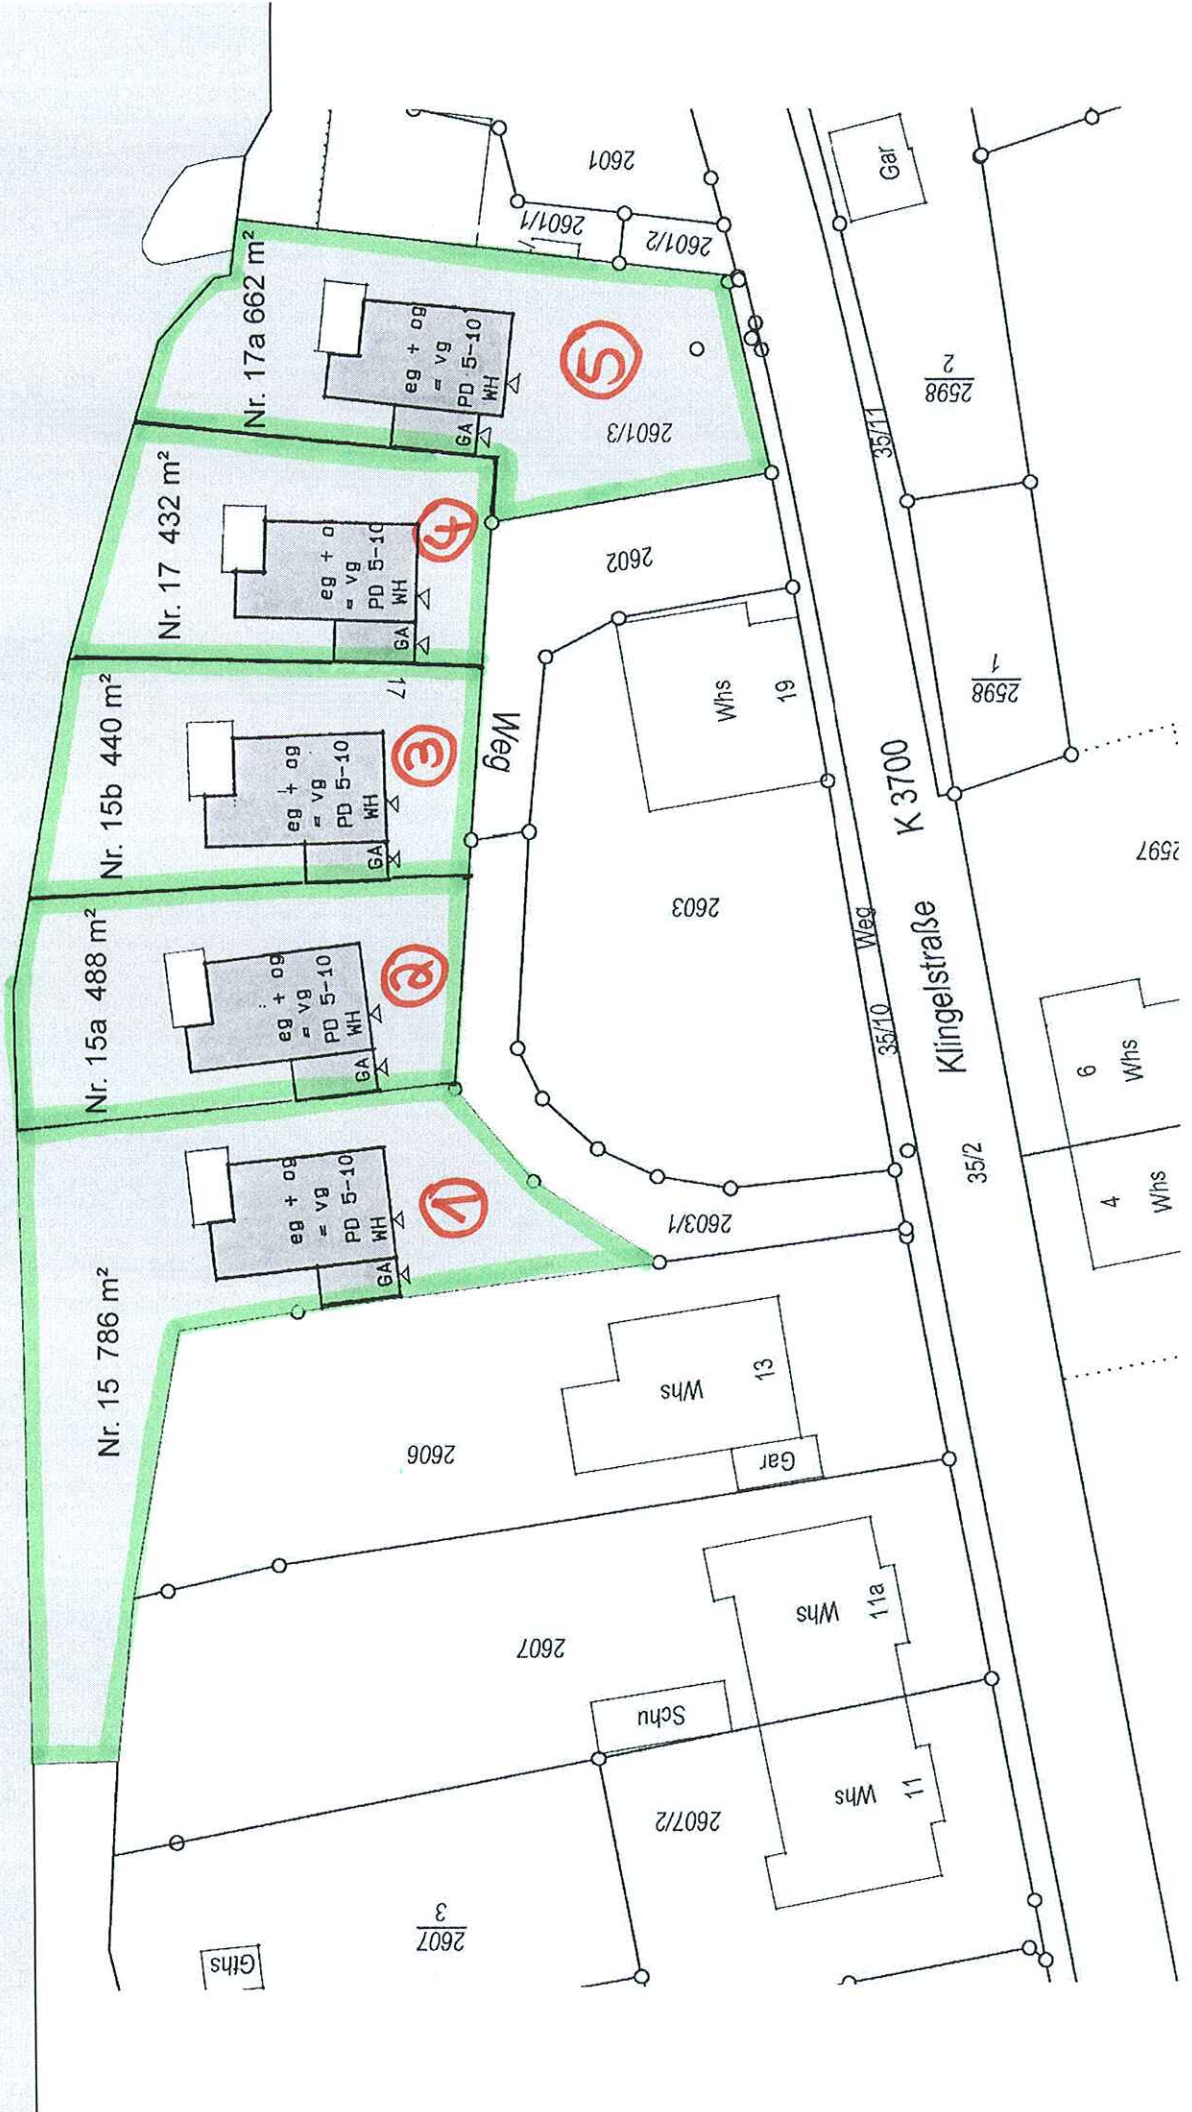 Nr. 15 786 m²
Nr. 15a 488 m²
Nr. 15b 440 m²
Nr. 17 432 m²
Nr. 17a 662 m²
eg + og
= vg
PD 5-10
WH
GA
1
eg + og
= vg
PD 5-10
WH
GA
2
eg + og
= vg
PD 5-10
WH
GA
3
17
eg + o
= vg
PD 5-10
WH
GA
4
eg + og
= vg
PD 5-10
WH
GA
5
2601/3
2601/1
2601/2
2601
Weg
2602
Whs
19
2603
2603/1
2606
Whs
13
Gar
2607
Whs
11a
Schu
2607/2
Whs
11
2607
3
Gths
Weg
35/10
35/11
K 3700
Klingelstraße
35/2
Gar
2598
2
2598
1
2597
6
Whs
4
Whs